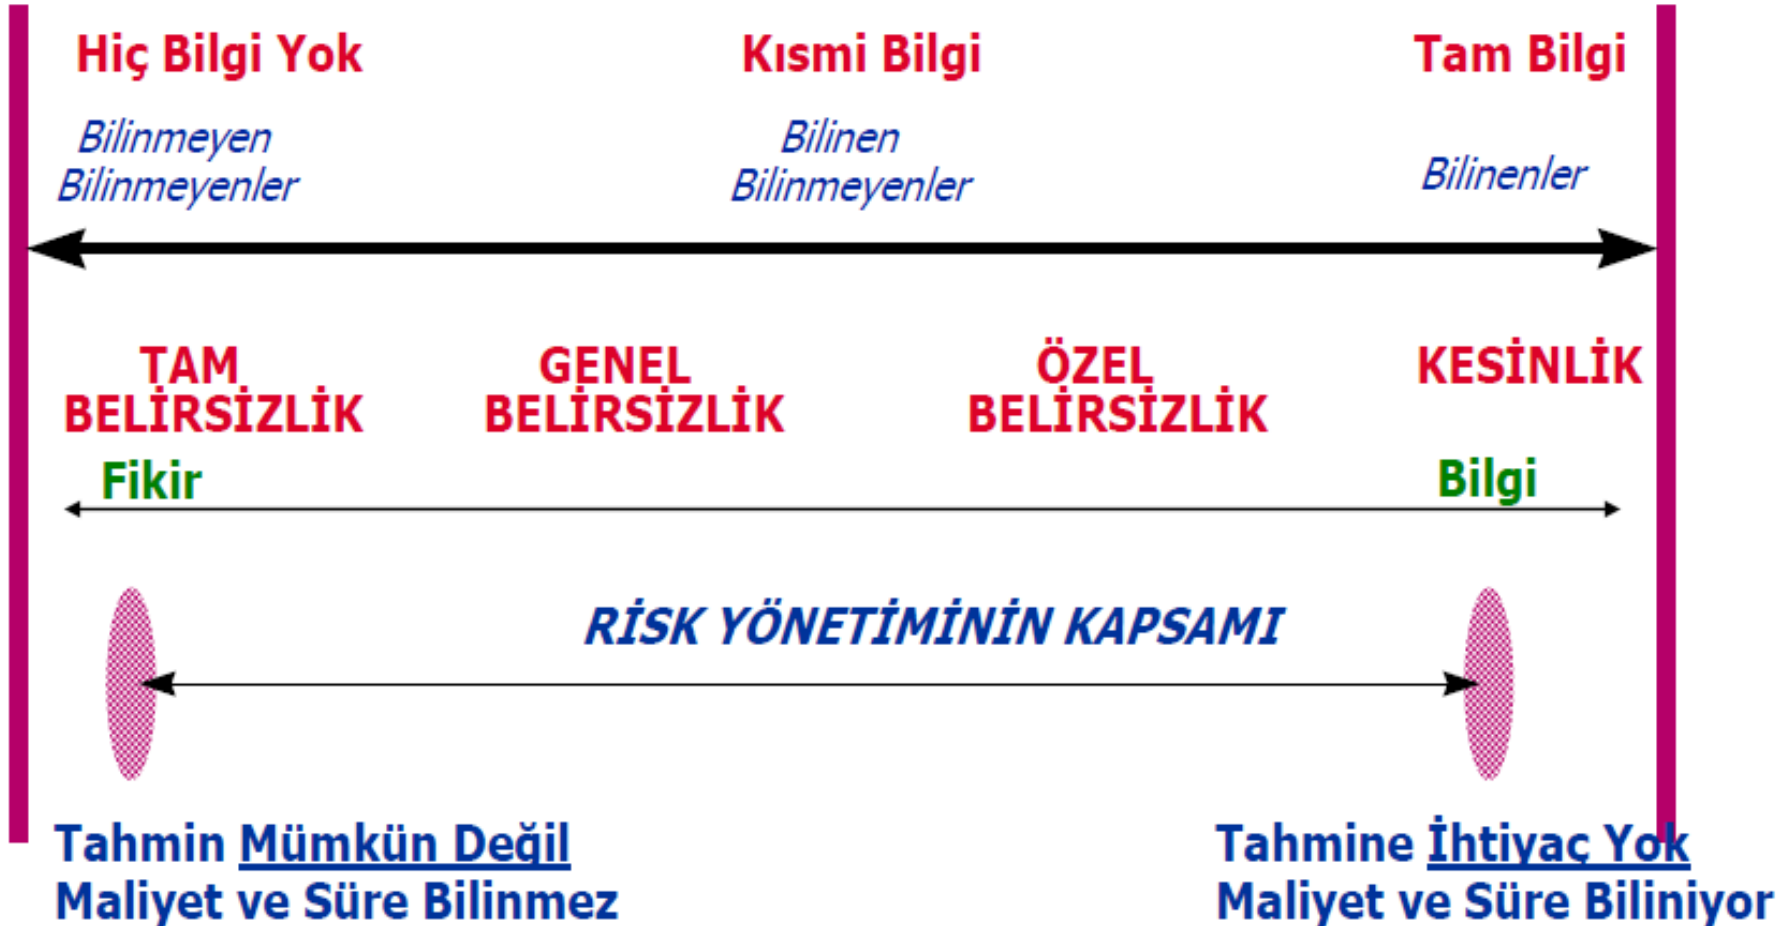 Hiç Bilgi Yok
Kısmi Bilgi
Tam Bilgi
Bilinmeyen
Bilinmeyenler
Bilinen
Bilinmeyenler
Bilinenler
TAM
BELİRSİZLİK
GENEL
BELİRSİZLİK
ÖZEL
BELİRSİZLİK
KESİNLİK
Fikir
Bilgi
RİSK YÖNETİMİNİN KAPSAMI
Tahmin Mümkün Değil
Maliyet ve Süre Bilinmez
Tahmine İhtiyaç Yok
Maliyet ve Süre Biliniyor